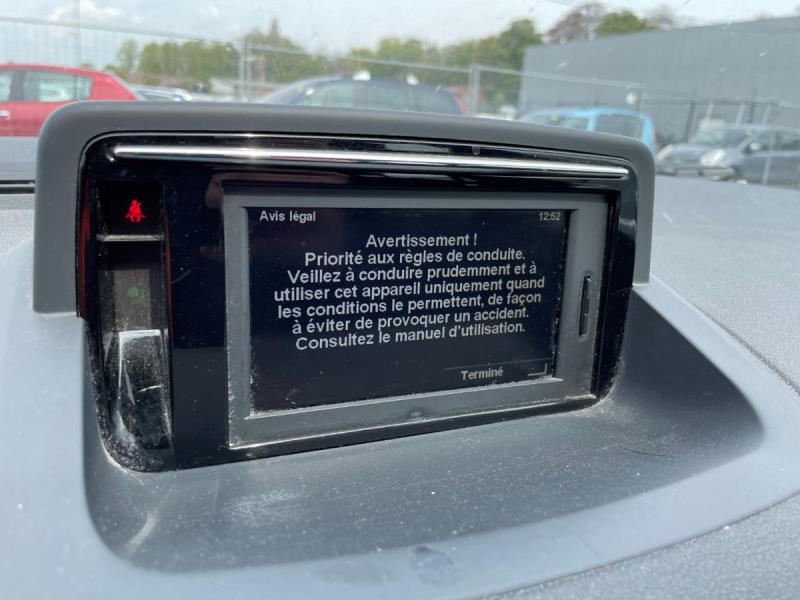 Avis légal 12:52
Avertissement !
Priorité aux règles de conduite.
Veillez à conduire prudemment et à
utiliser cet appareil uniquement quand
les conditions le permettent, de façon
à éviter de provoquer un accident.
Consultez le manuel d'utilisation.
Terminé